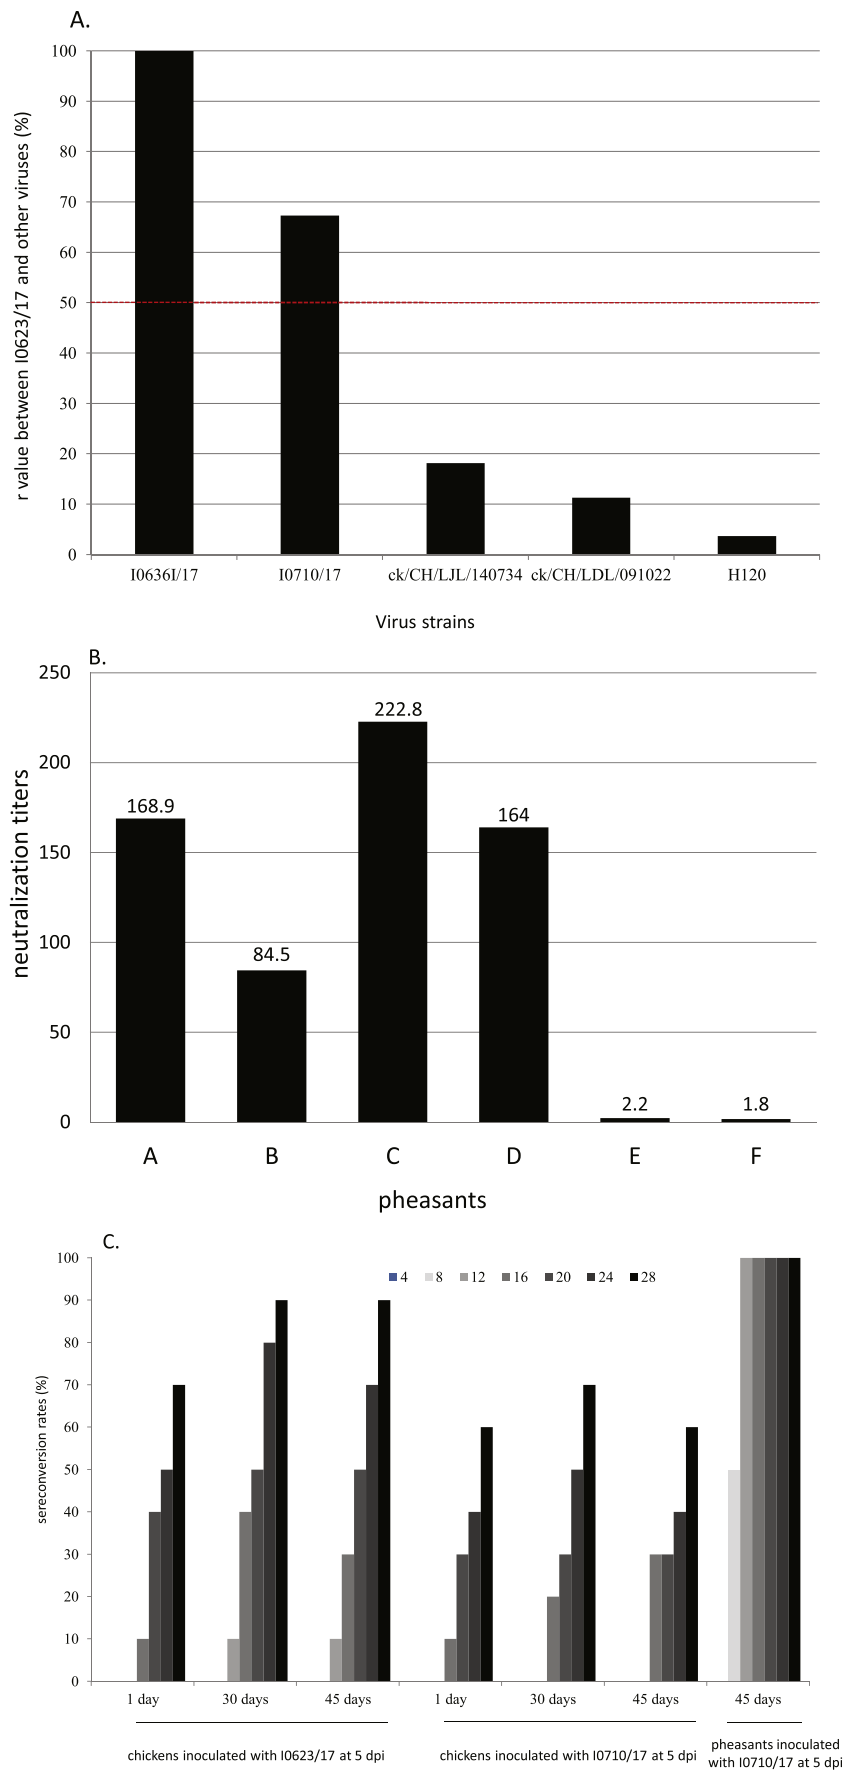 A.
r value between I0623/17 and other viruses (%)
100
90
80
70
60
50
40
30
20
10
0
I0636I/17 I0710/17 ck/CH/LJL/140734 ck/CH/LDL/091022 H120
Virus strains
B.
neutralization titers
250
200
150
100
50
0
168.9
84.5
222.8
164
2.2
1.8
A B C D E F
pheasants
C.
sereconversion rates (%)
100
90
80
70
60
50
40
30
20
10
0
4 8 12 16 20 24 28
1 day 30 days 45 days 1 day 30 days 45 days 45 days
chickens inoculated with I0623/17 at 5 dpi
chickens inoculated with I0710/17 at 5 dpi
pheasants inoculated
with I0710/17 at 5 dpi